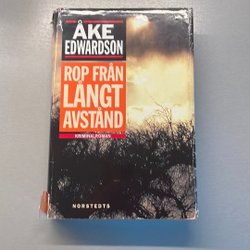 ÅKE
EDWARDSON
ROP FRÅN
LÅNGT
AVSTÅND
KRIMINALROMAN
NORSTEDTS